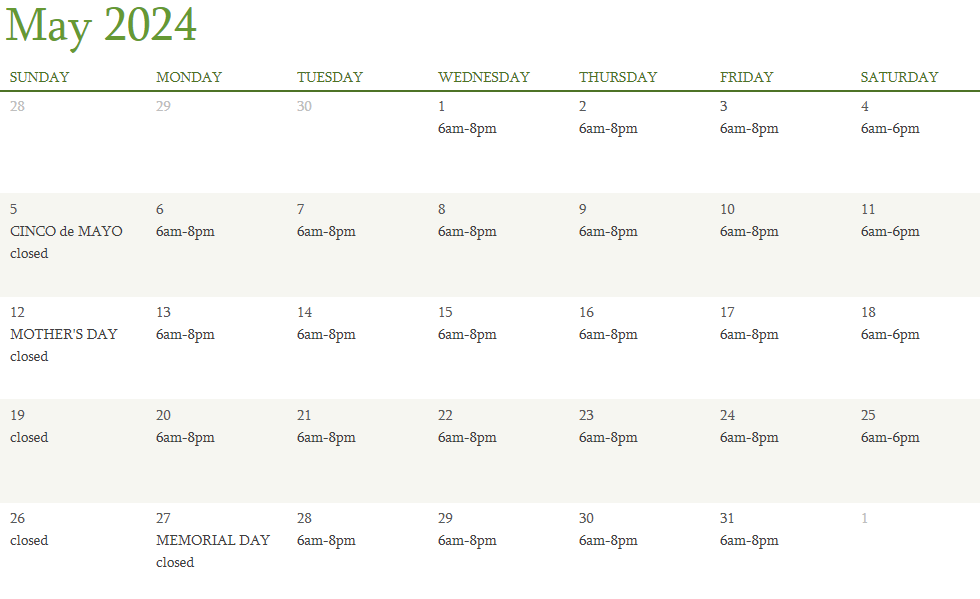 May 2024
SUNDAY MONDAY TUESDAY WEDNESDAY THURSDAY FRIDAY SATURDAY
28 29 30 1 2 3 4
6am-8pm 6am-8pm 6am-8pm 6am-6pm
5 6 7 8 9 10 11
CINCO de MAYO 6am-8pm 6am-8pm 6am-8pm 6am-8pm 6am-8pm 6am-6pm
closed
12 13 14 15 16 17 18
MOTHER'S DAY 6am-8pm 6am-8pm 6am-8pm 6am-8pm 6am-8pm 6am-6pm
closed
19 20 21 22 23 24 25
closed 6am-8pm 6am-8pm 6am-8pm 6am-8pm 6am-8pm 6am-6pm
26 27 28 29 30 31 1
closed MEMORIAL DAY 6am-8pm 6am-8pm 6am-8pm 6am-8pm
closed